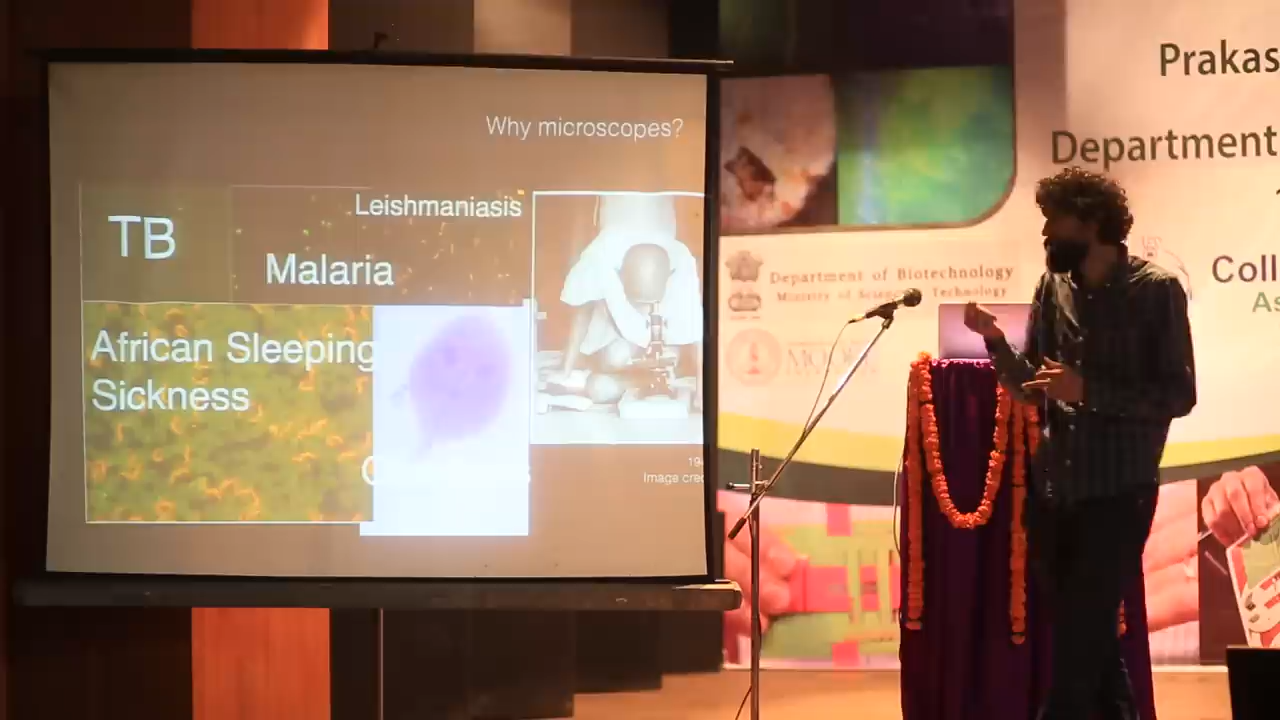 Why microscopes?
TB
Leishmaniasis
Malaria
African Sleeping
Sickness
Image cred
Prakas
Department
Department of Biotechnology
Ministry of Science Technology
Coll
As